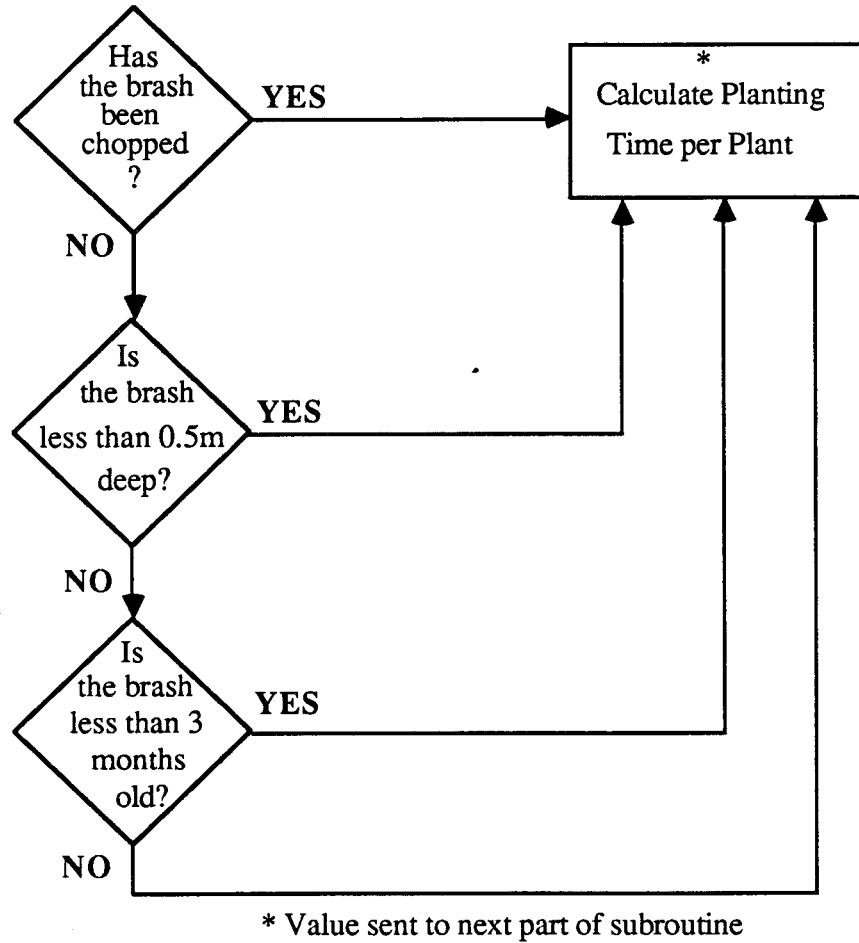 Has
the brash
been
chopped
?
YES
*
Calculate Planting
Time per Plant
NO
Is
the brash
less than 0.5m
deep?
YES
NO
Is
the brash
less than 3
months
old?
YES
NO
* Value sent to next part of subroutine